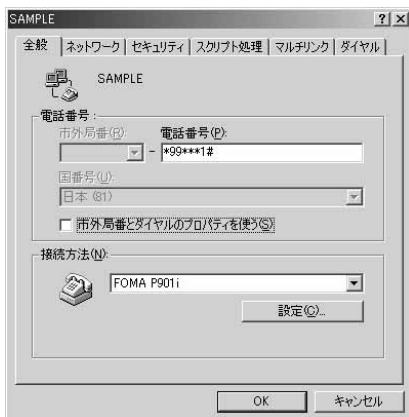 SAMPLE
全般 ネットワーク セキュリティ スクリプト処理 マルチリンク ダイヤル
SAMPLE
電話番号:
市外局番(R): 電話番号(P):
- *99***1#
国番号(U):
日本 (81)
市外局番とダイヤルのプロパティを使う(S)
接続方法(N):
FOMA P901i
設定(C)...
OK キャンセル